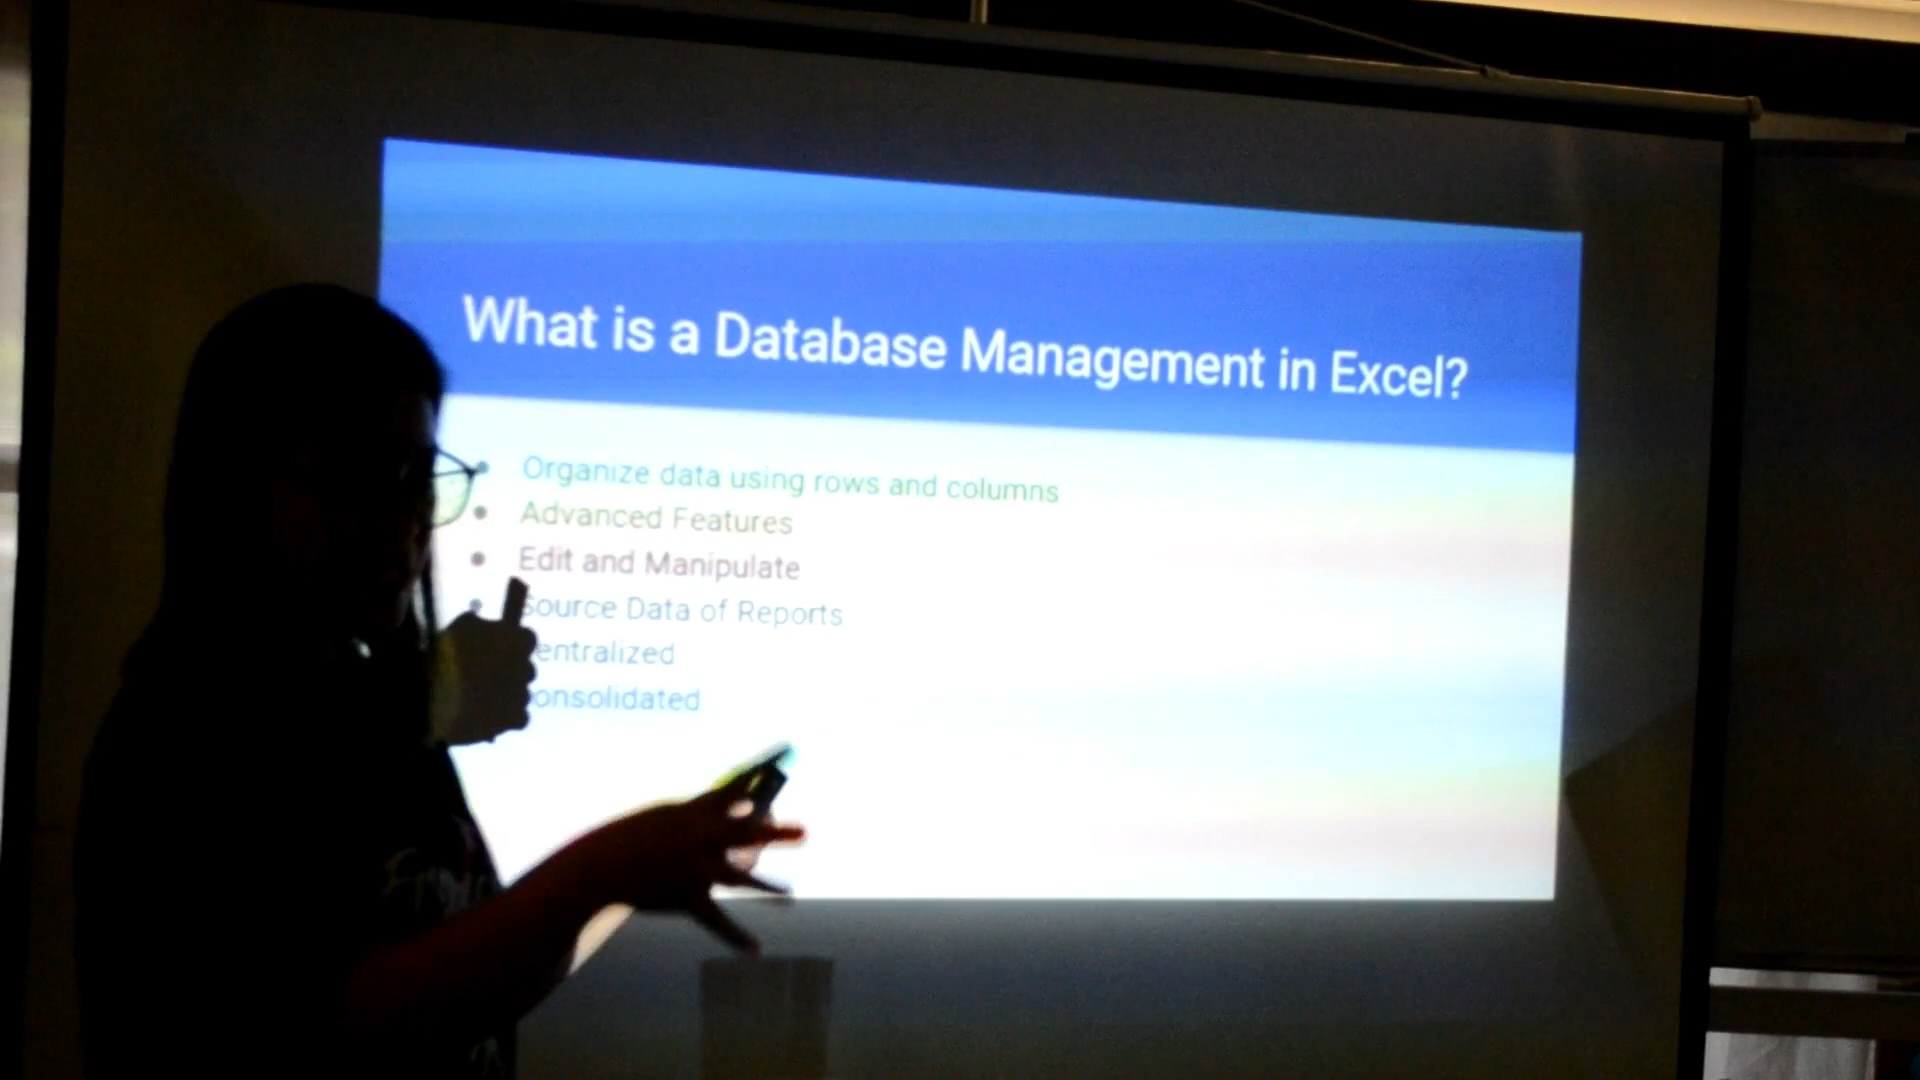 What is a Database Management in Excel?
Organize data using rows and columns
Advanced Features
Edit and Manipulate
Source Data of Reports
entralized
onsolidated